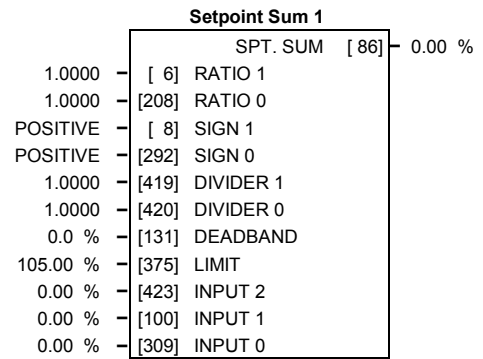 Setpoint Sum 1
SPT. SUM [ 86] 0.00 %
1.0000 [ 6] RATIO 1
1.0000 [208] RATIO 0
POSITIVE [ 8] SIGN 1
POSITIVE [292] SIGN 0
1.0000 [419] DIVIDER 1
1.0000 [420] DIVIDER 0
0.0 % [131] DEADBAND
105.00 % [375] LIMIT
0.00 % [423] INPUT 2
0.00 % [100] INPUT 1
0.00 % [309] INPUT 0